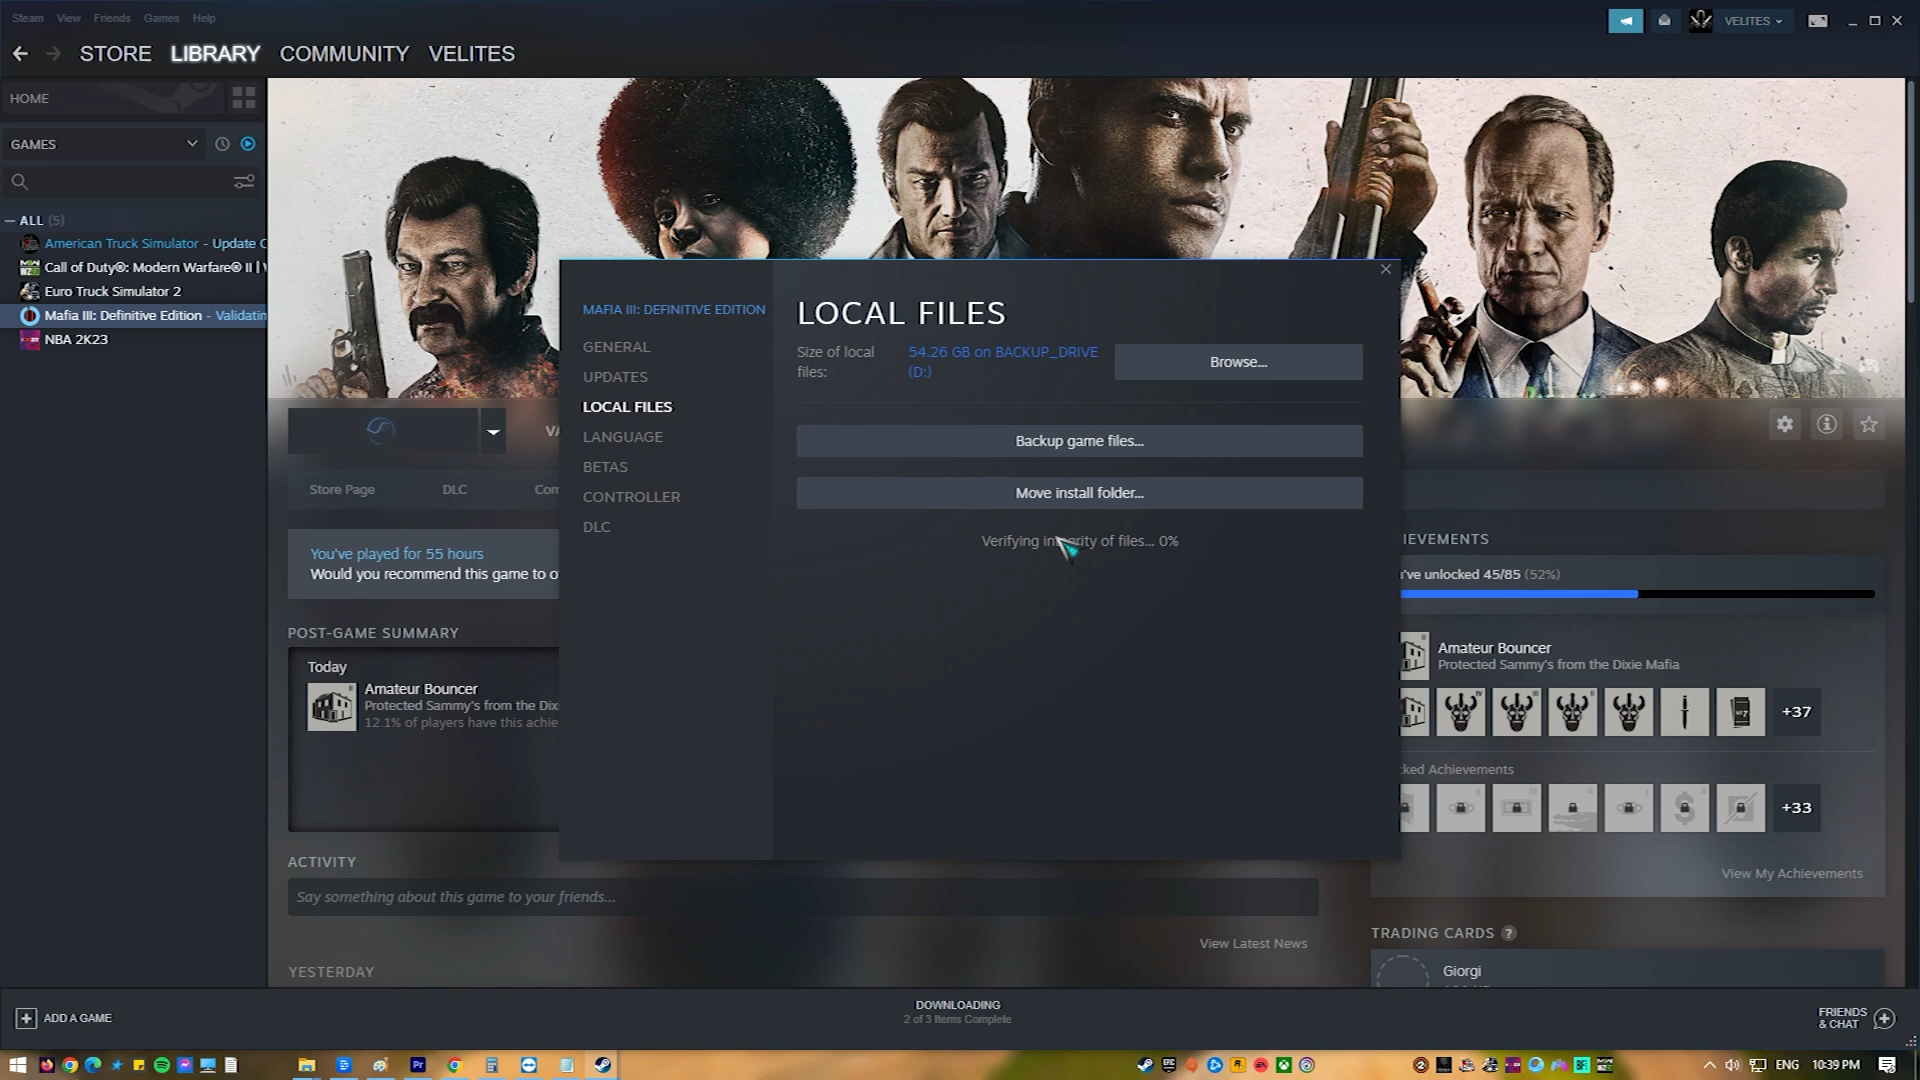 Steam View Friends Games Help
VELITES
STORE LIBRARY COMMUNITY VELITES
HOME
GAMES
ALL (5)
American Truck Simulator - Update
Call of Duty®: Modern Warfare® II |
Euro Truck Simulator 2
Mafia III: Definitive Edition - Validatin
NBA 2K23
MAFIA III: DEFINITIVE EDITION
GENERAL
UPDATES
LOCAL FILES
LANGUAGE
BETAS
CONTROLLER
DLC
LOCAL FILES
Size of local
files:
54.26 GB on BACKUP_DRIVE
(D:)
Browse...
Backup game files...
Move install folder...
Verifying integrity of files... 0%
VA
Store Page DLC Com
You've played for 55 hours
Would you recommend this game to o
POST-GAME SUMMARY
Today
Amateur Bouncer
Protected Sammy's from the Dix
12.1% of players have this achie
ACTIVITY
Say something about this game to your friends...
View Latest News
YESTERDAY
IEVEMENTS
u've unlocked 45/85 (52%)
Amateur Bouncer
Protected Sammy's from the Dixie Mafia
+37
cked Achievements
+33
View My Achievements
TRADING CARDS ?
Giorgi
ADD A GAME
DOWNLOADING
2 of 3 Items Complete
FRIENDS
& CHAT
ENG 10:39 PM